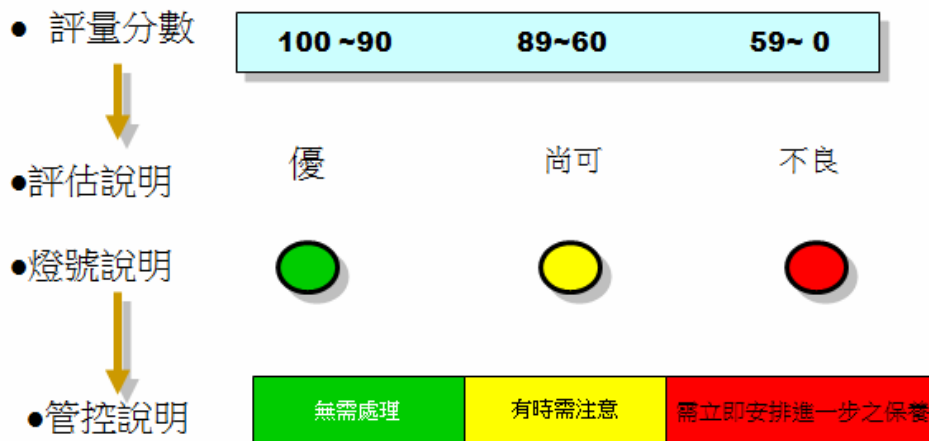 ● 評量分數 100 ~90 89~60 59~ 0
●評估說明 優 尚可 不良
●燈號說明
●管控說明 無需處理 有時需注意 需立即安排進一步之保養